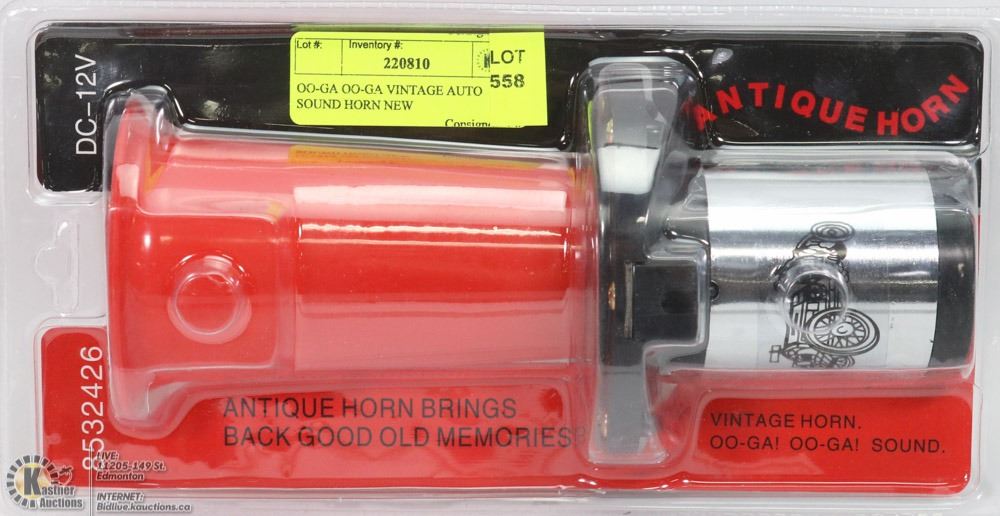 DC-12V
Lot #:
Inventory #:
220810
LOT
558
OO-GA OO-GA VINTAGE AUTO
SOUND HORN NEW
ANTIQUE HORN
8532426
ANTIQUE HORN BRINGS
BACK GOOD OLD MEMORIES
VINTAGE HORN.
OO-GA! OO-GA! SOUND.
K
Kastner
Auctions
LIVE:
11205-149 St.
Edmonton
INTERNET:
Bidlive.kauctions.ca